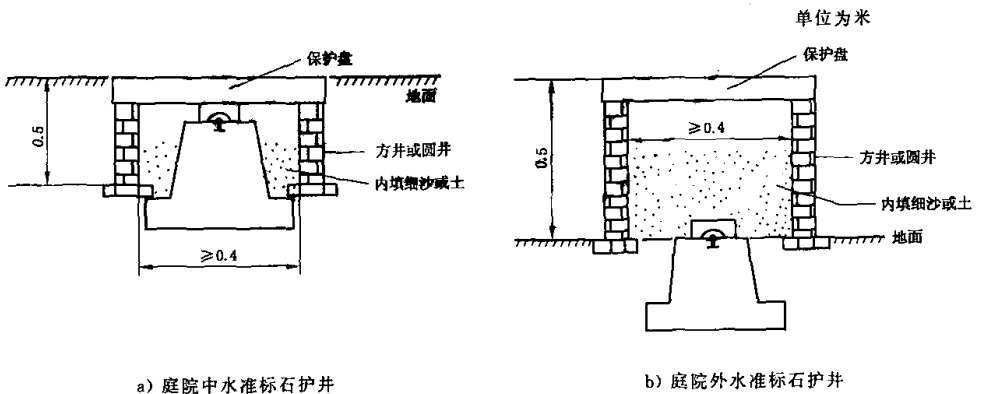 单位为米
保护盘
地面
0.5
方井或圆井
内填细沙或土
≥0.4
a) 庭院中水准标石护井
保护盘
≥0.4
0.5
方井或圆井
内填细沙或土
地面
b) 庭院外水准标石护井